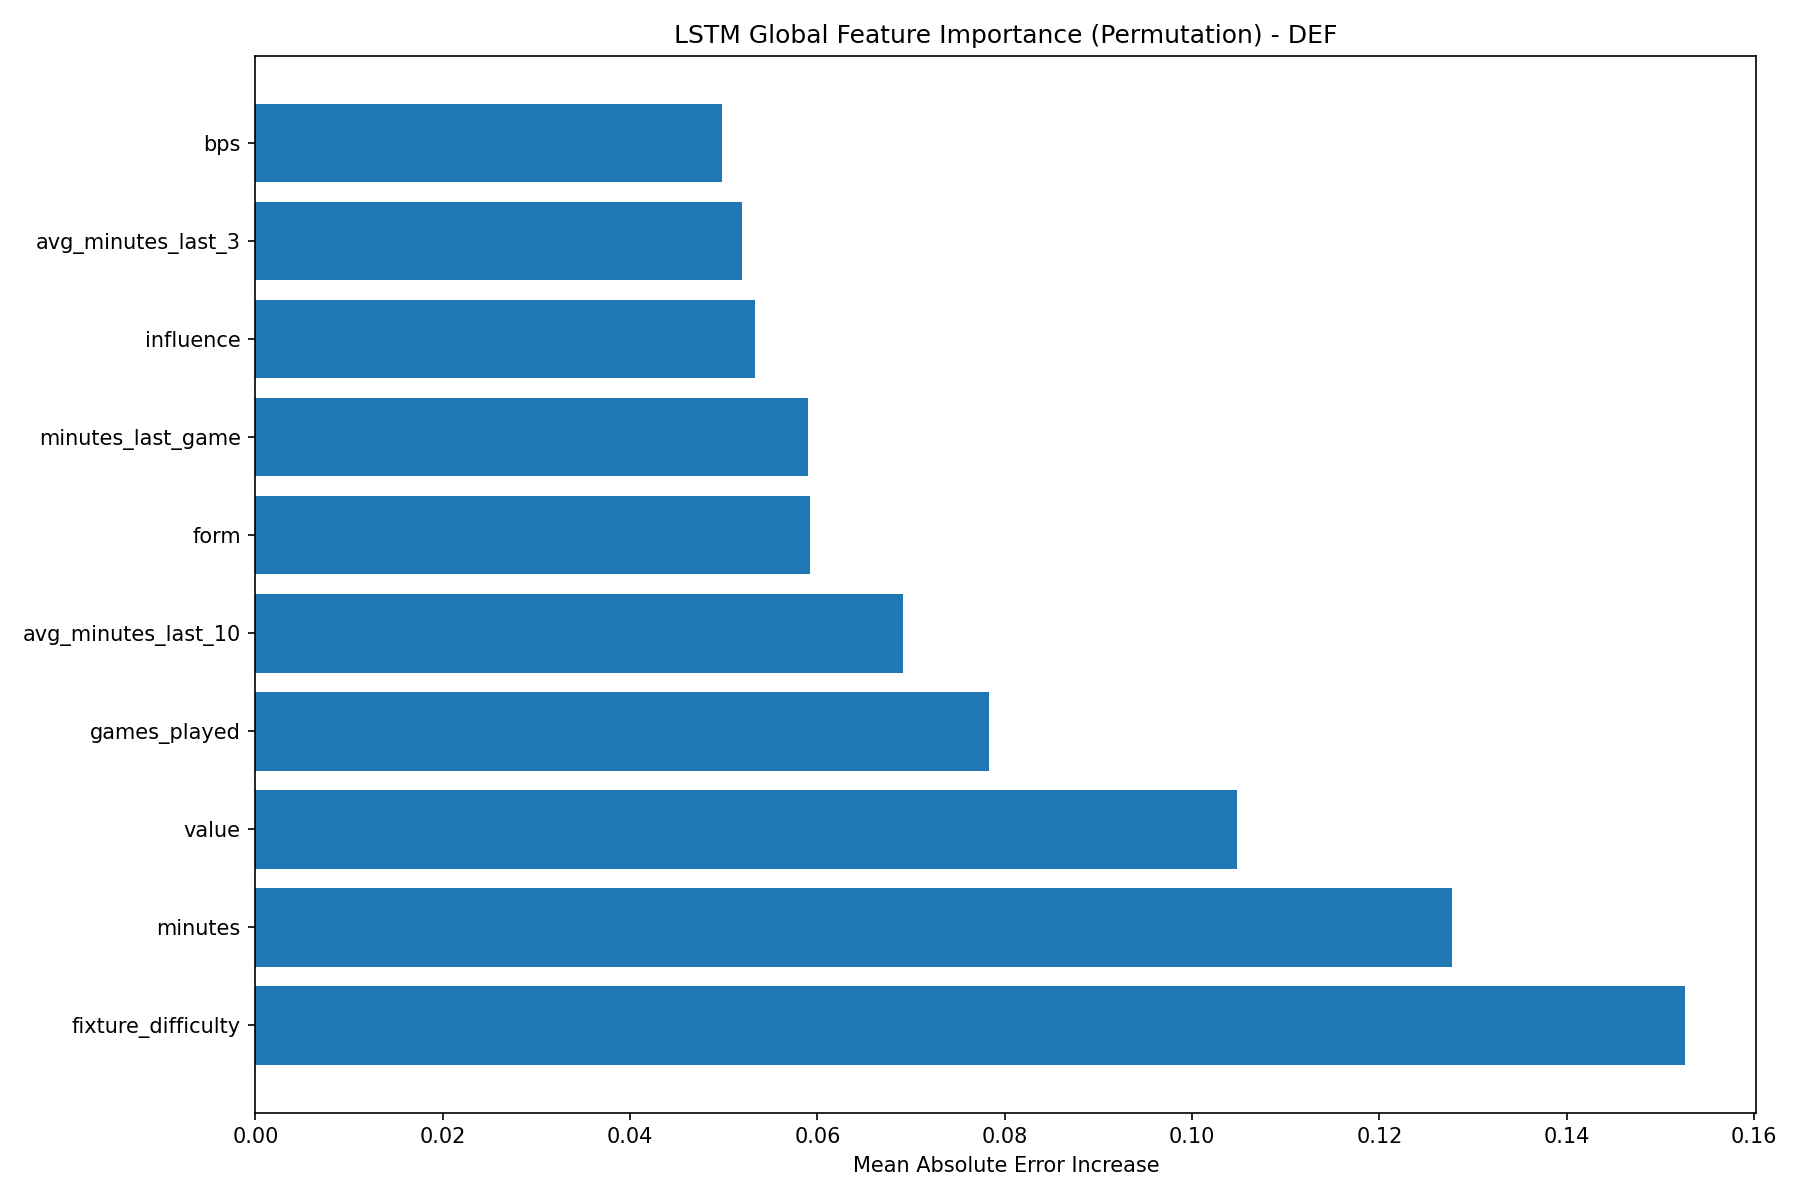 LSTM Global Feature Importance (Permutation) - DEF
bps
avg_minutes_last_3
influence
minutes_last_game
form
avg_minutes_last_10
games_played
value
minutes
fixture_difficulty
0.00 0.02 0.04 0.06 0.08 0.10 0.12 0.14 0.16
Mean Absolute Error Increase